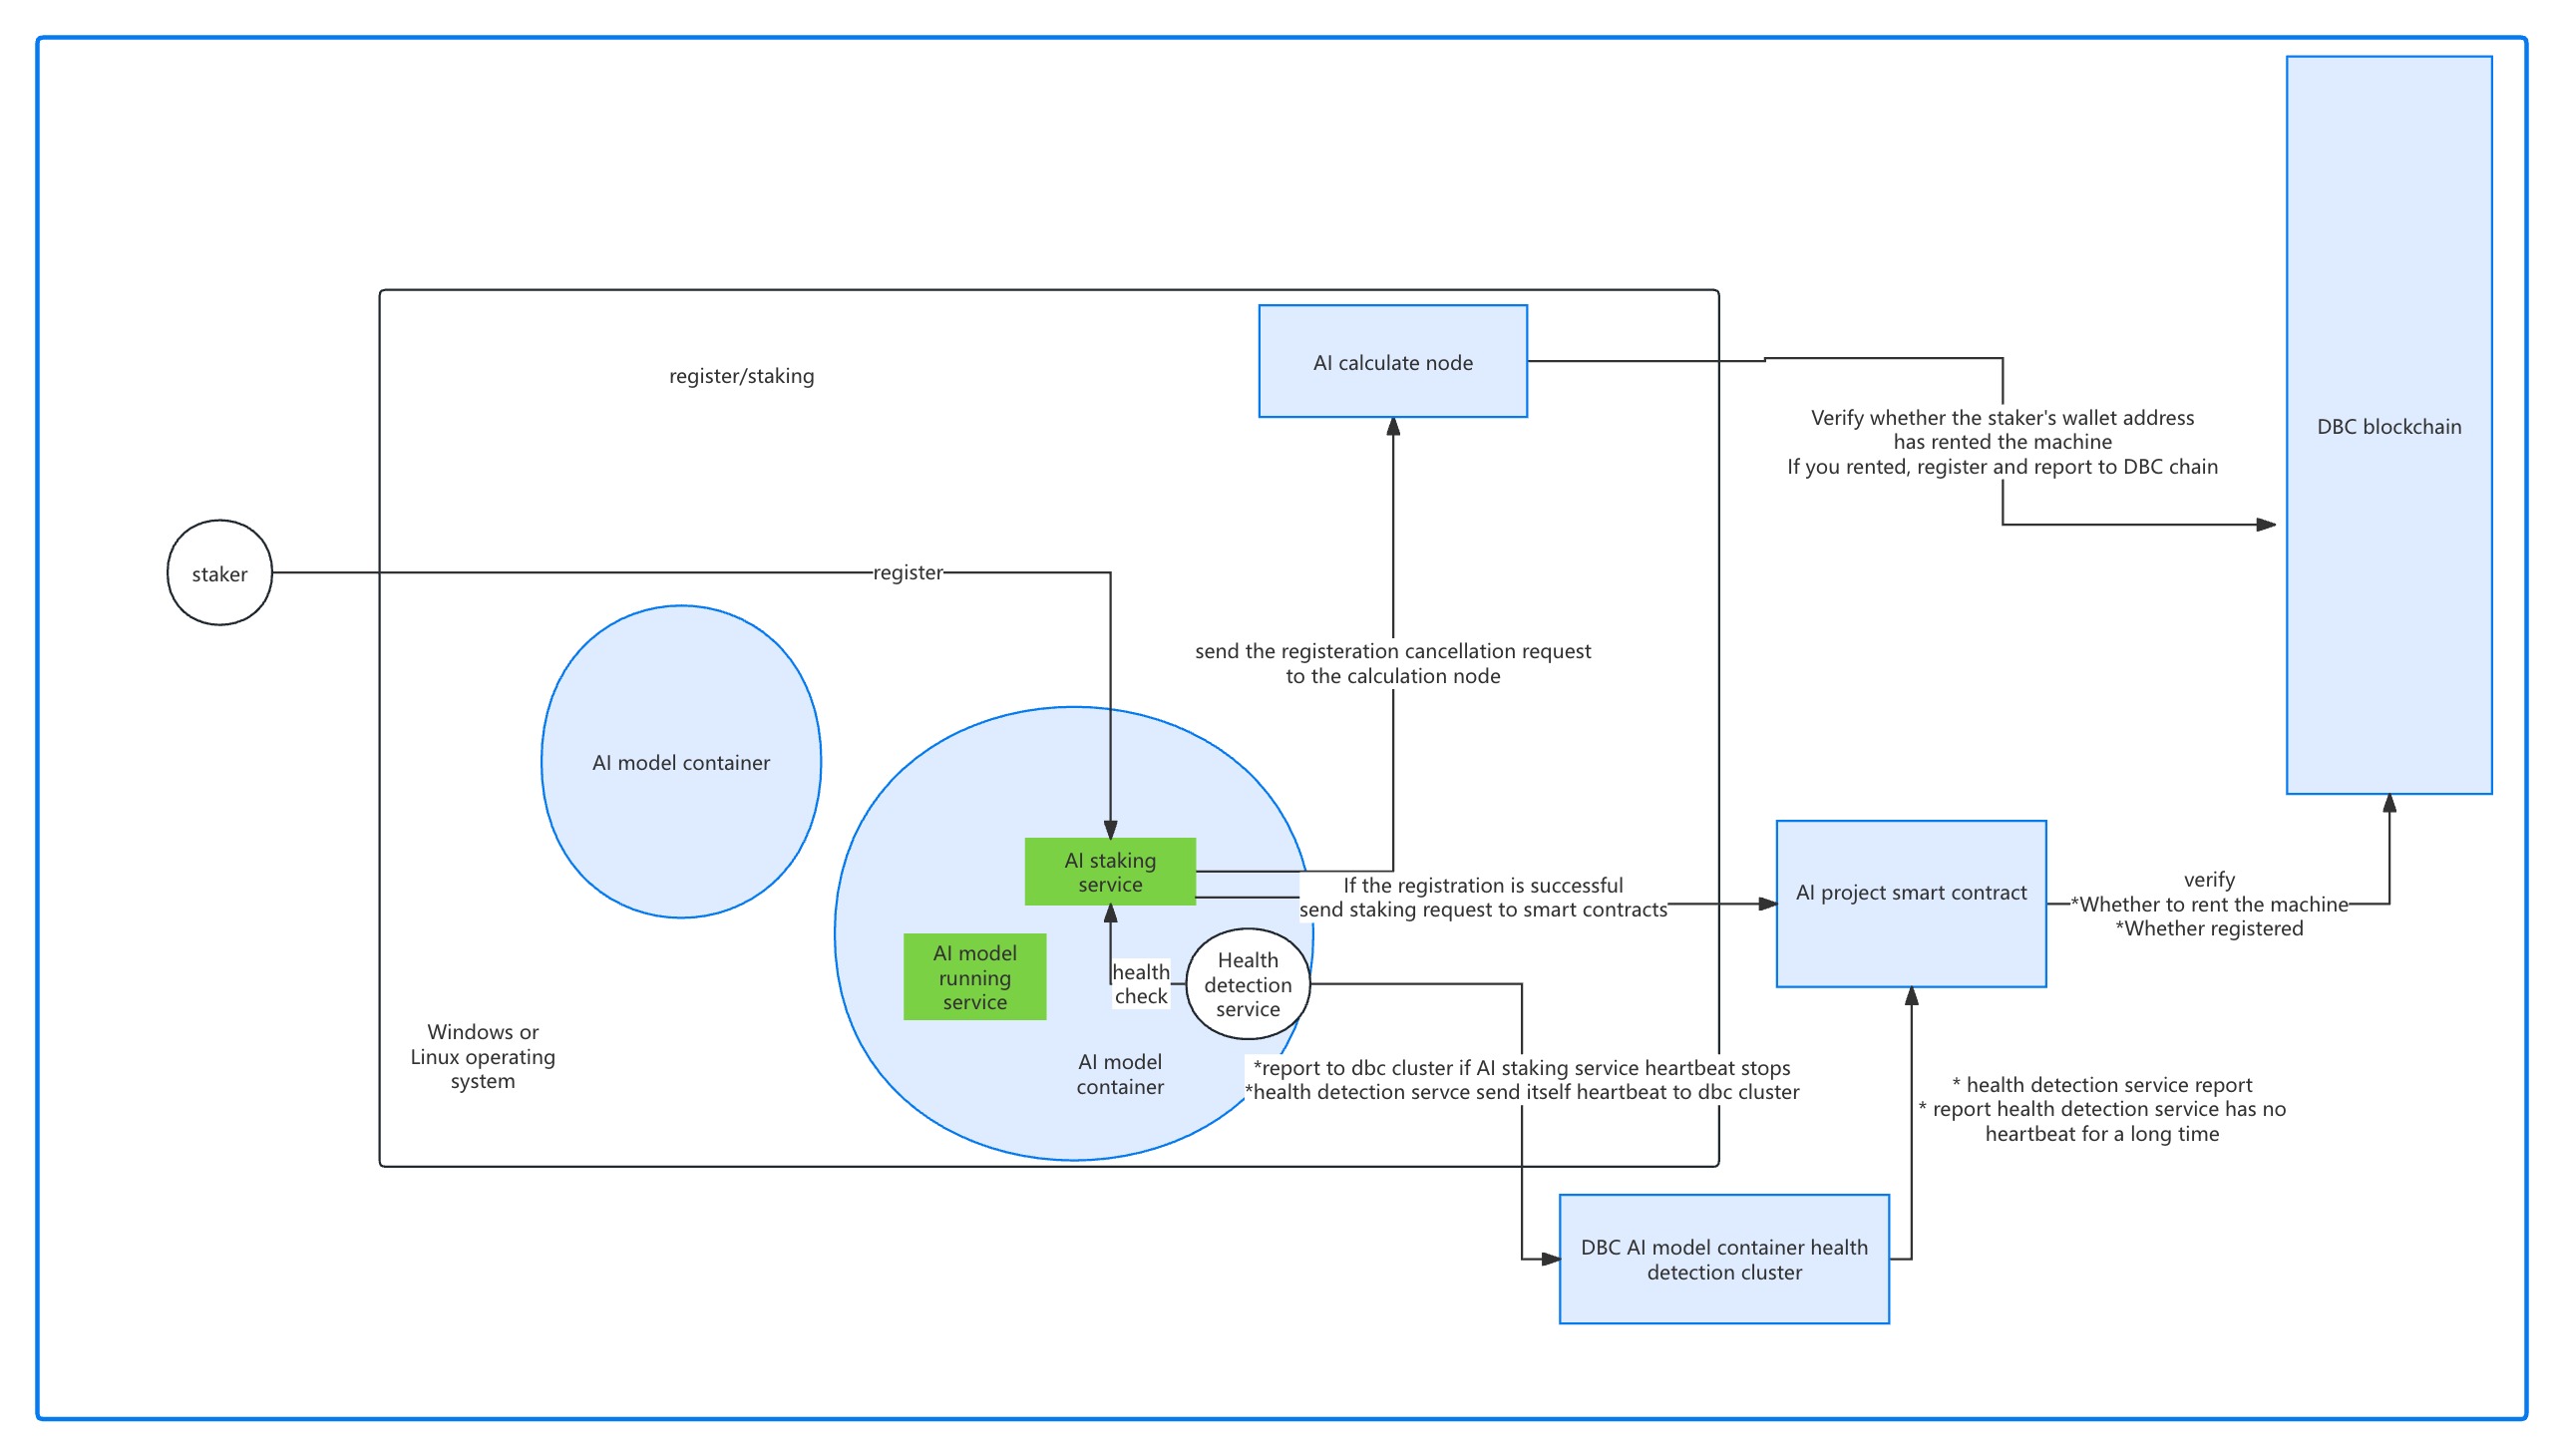 register/staking
AI calculate node
Verify whether the staker's wallet address
has rented the machine
If you rented, register and report to DBC chain
DBC blockchain
staker
register
send the registeration cancellation request
to the calculation node
AI model container
AI staking
service
If the registration is successful
send staking request to smart contracts
AI project smart contract
verify
*Whether to rent the machine
*Whether registered
AI model
running
service
health
check
Health
detection
service
Windows or
Linux operating
system
AI model
container
*report to dbc cluster if AI staking service heartbeat stops
*health detection servce send itself heartbeat to dbc cluster
* health detection service report
* report health detection service has no
heartbeat for a long time
DBC AI model container health
detection cluster